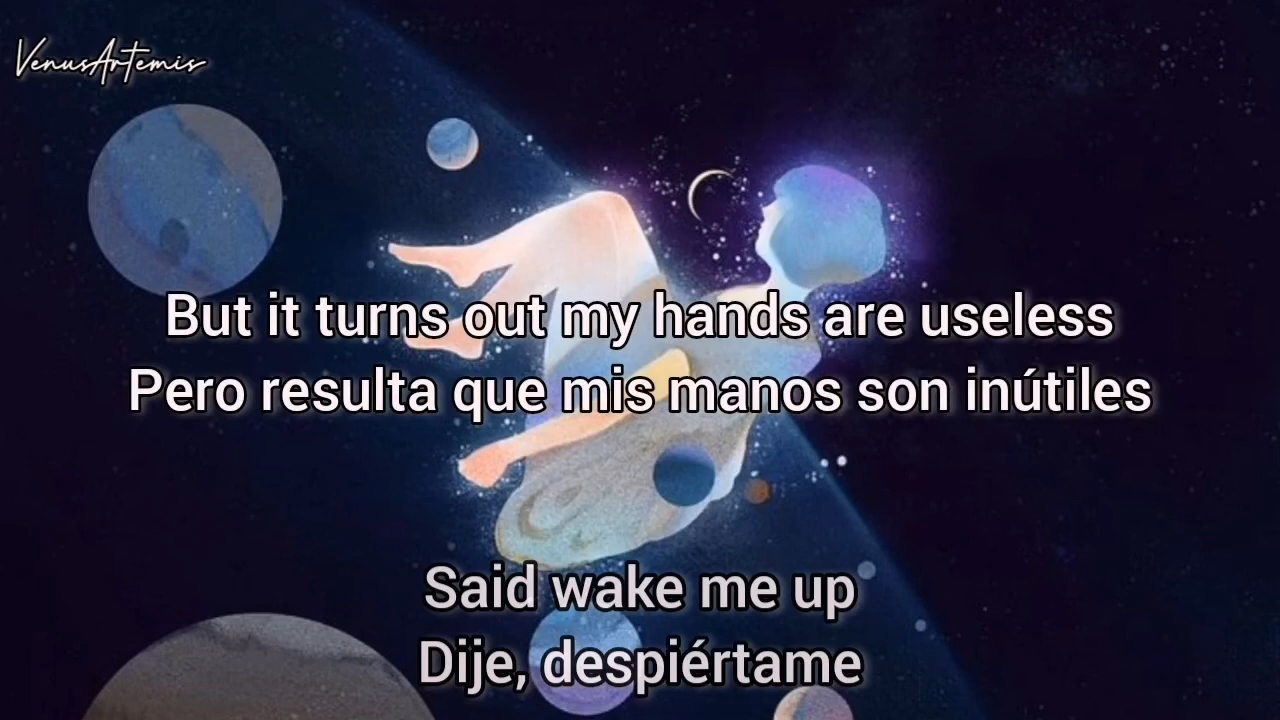 VenusArtemis
But it turns out my hands are useless
Pero resulta que mis manos son inútiles
Said wake me up
Dije, despiértame